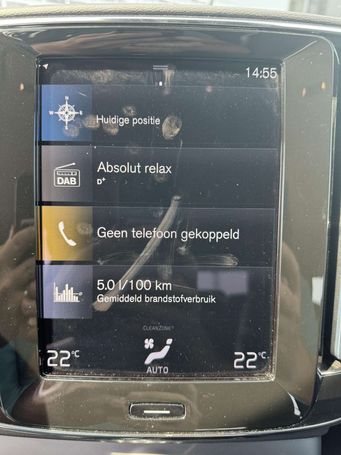 14:55
Huidige positie
DAB
Absolut relax
D+
Geen telefoon gekoppeld
5.0 l/100 km
Gemiddeld brandstofverbruik
CLEANZONE
22°C
AUTO
22°C